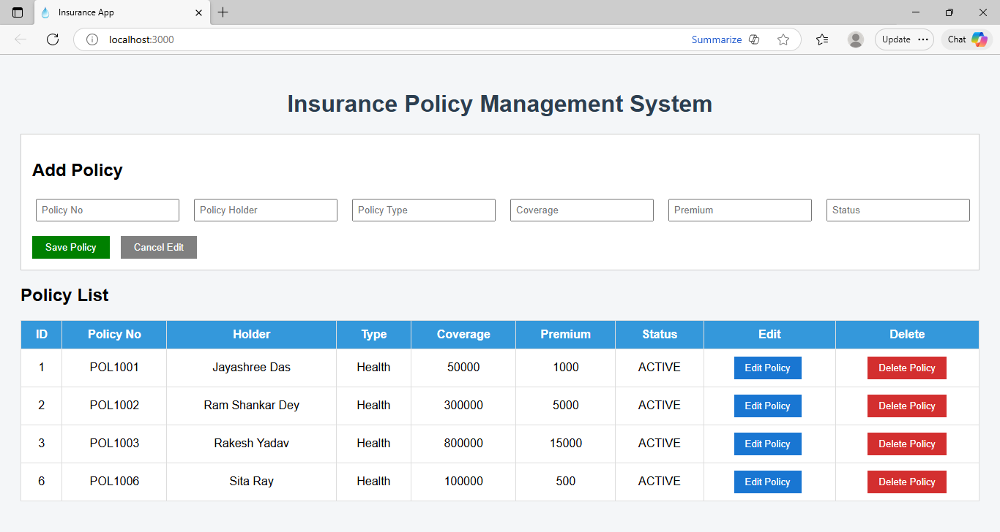 Insurance App
localhost:3000 Summarize Update Chat
Insurance Policy Management System
Add Policy
Policy No Policy Holder Policy Type Coverage Premium Status
Save Policy Cancel Edit
Policy List
ID Policy No Holder Type Coverage Premium Status Edit Delete
1 POL1001 Jayashree Das Health 50000 1000 ACTIVE Edit Policy Delete Policy
2 POL1002 Ram Shankar Dey Health 300000 5000 ACTIVE Edit Policy Delete Policy
3 POL1003 Rakesh Yadav Health 800000 15000 ACTIVE Edit Policy Delete Policy
6 POL1006 Sita Ray Health 100000 500 ACTIVE Edit Policy Delete Policy